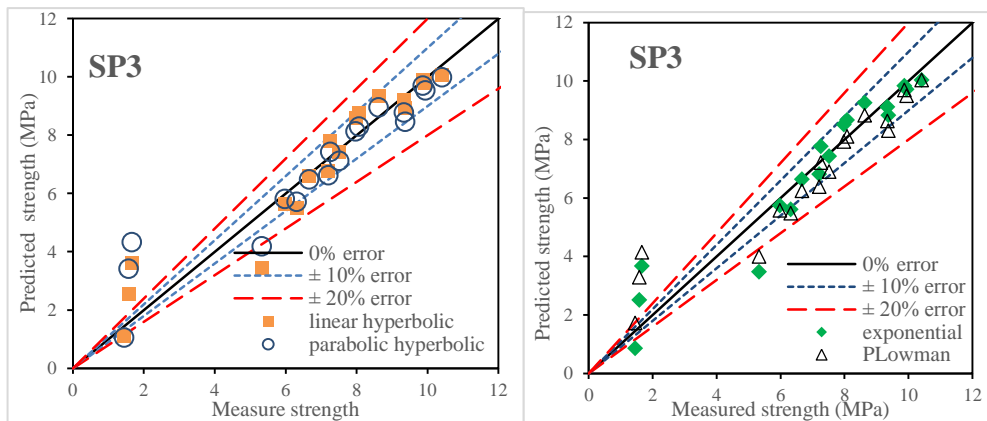 SP3
Predicted strength (MPa)
12
10
8
6
4
2
0
0% error
± 10% error
± 20% error
linear hyperbolic
parabolic hyperbolic
0 2 4 6 8 10 12
Measure strength
SP3
Predicted strength (MPa)
12
10
8
6
4
2
0
0% error
± 10% error
± 20% error
exponential
PLowman
0 2 4 6 8 10 12
Measured strength (MPa)